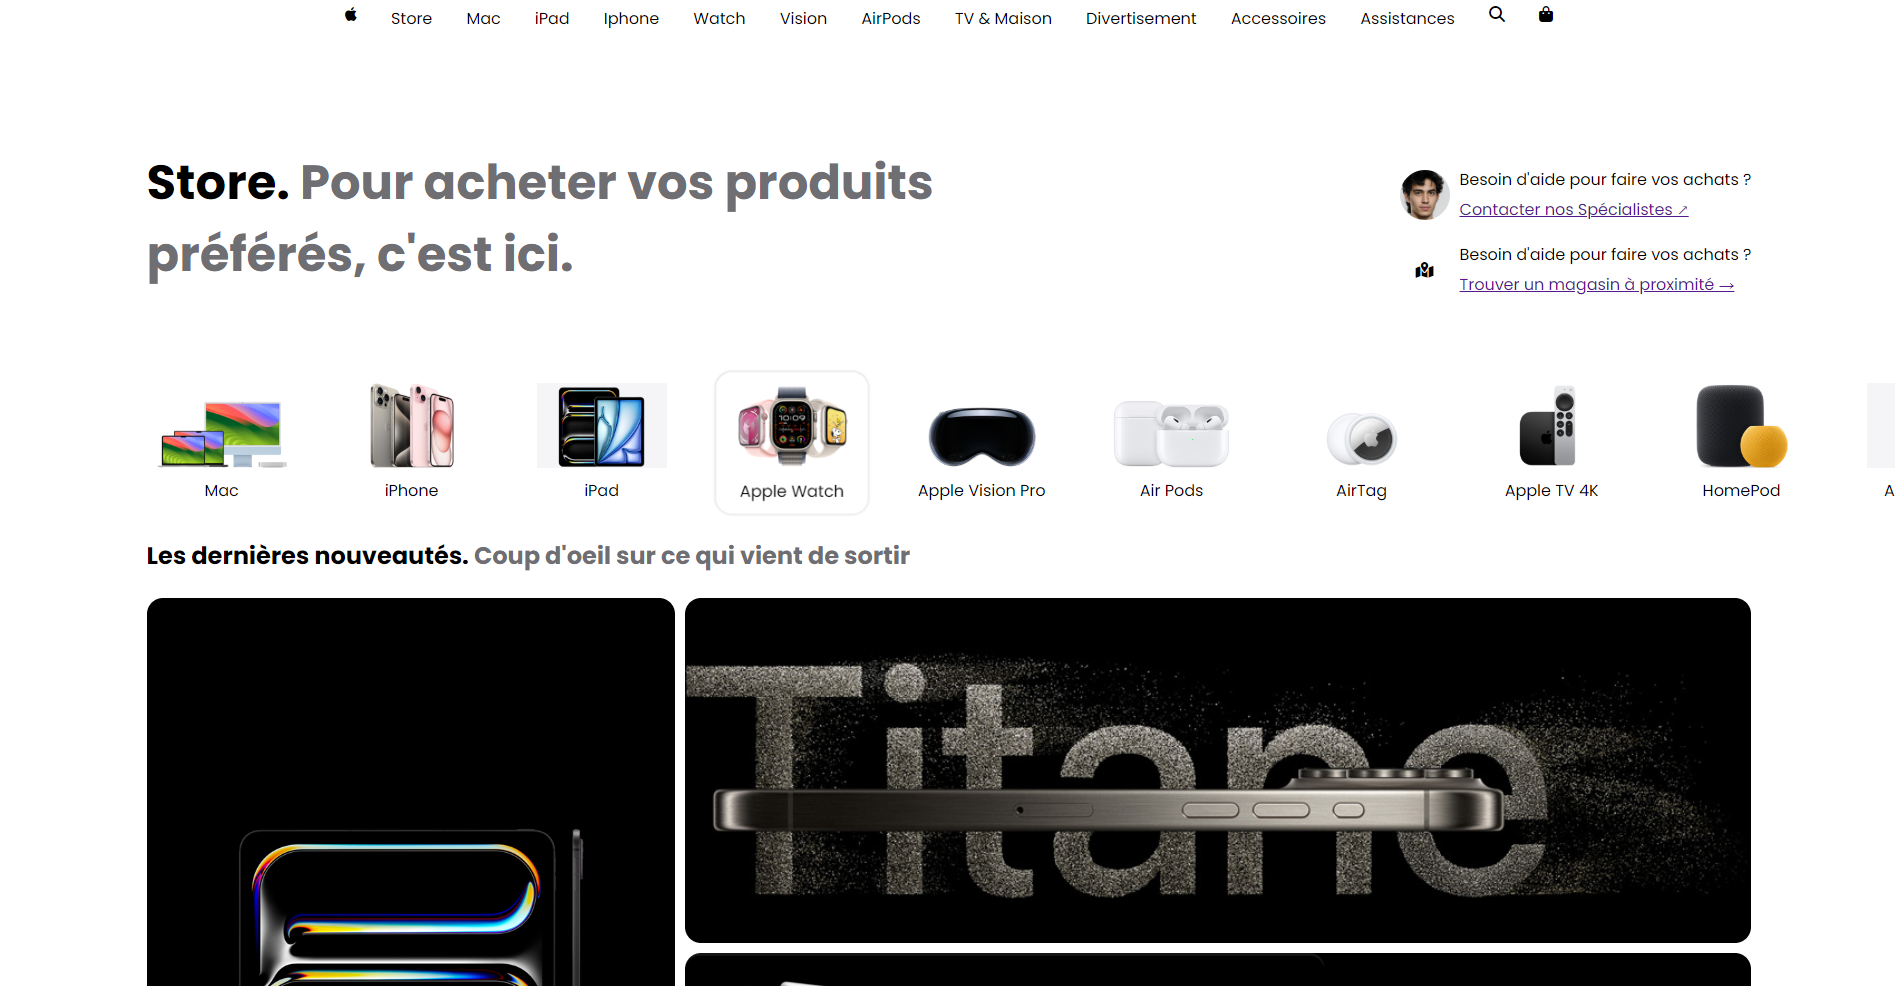 Store Mac iPad Iphone Watch Vision AirPods TV & Maison Divertisement Accessoires Assistances
Store. Pour acheter vos produits
préférés, c'est ici.
Besoin d'aide pour faire vos achats ?
Contacter nos Spécialistes ↗
Besoin d'aide pour faire vos achats ?
Trouver un magasin à proximité →
Mac iPhone iPad Apple Watch Apple Vision Pro Air Pods AirTag Apple TV 4K HomePod A
Les dernières nouveautés. Coup d'oeil sur ce qui vient de sortir
Titane